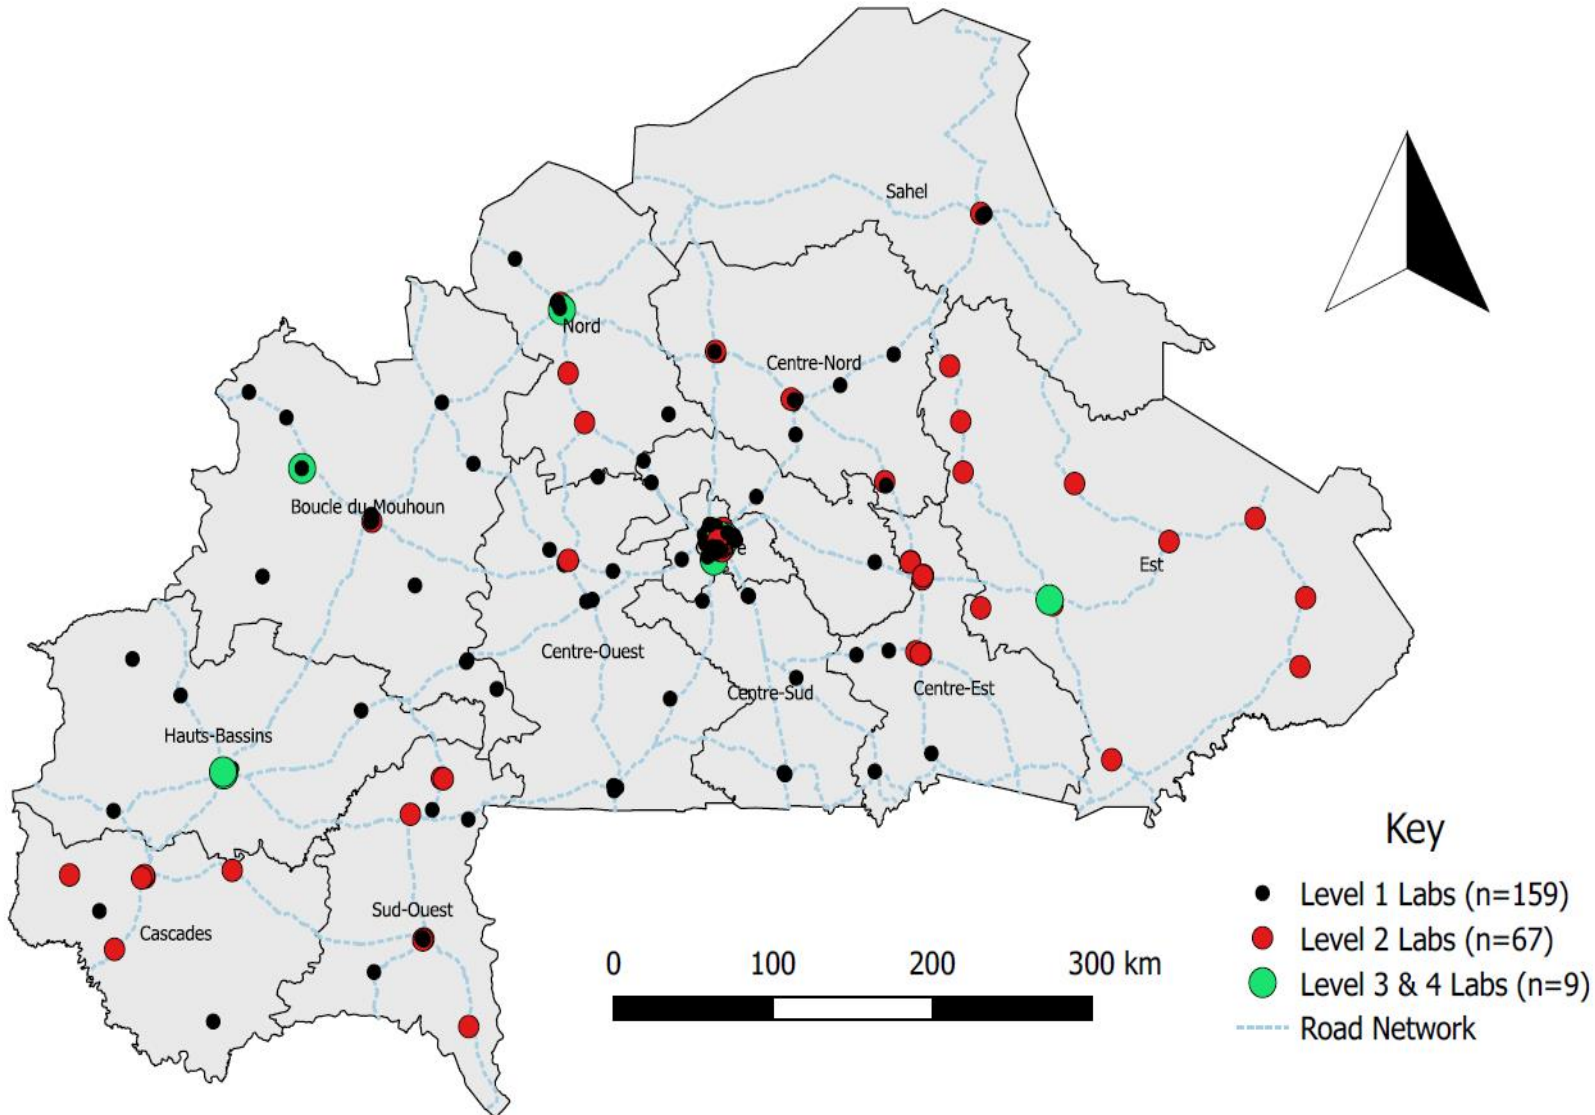 Sahel
Nord
Centre-Nord
Boucle du Mouhoun
Est
Centre-Ouest
Centre-Sud
Centre-Est
Hauts-Bassins
Sud-Ouest
Cascades
Key
Level 1 Labs (n=159)
Level 2 Labs (n=67)
Level 3 & 4 Labs (n=9)
Road Network
0 100 200 300 km